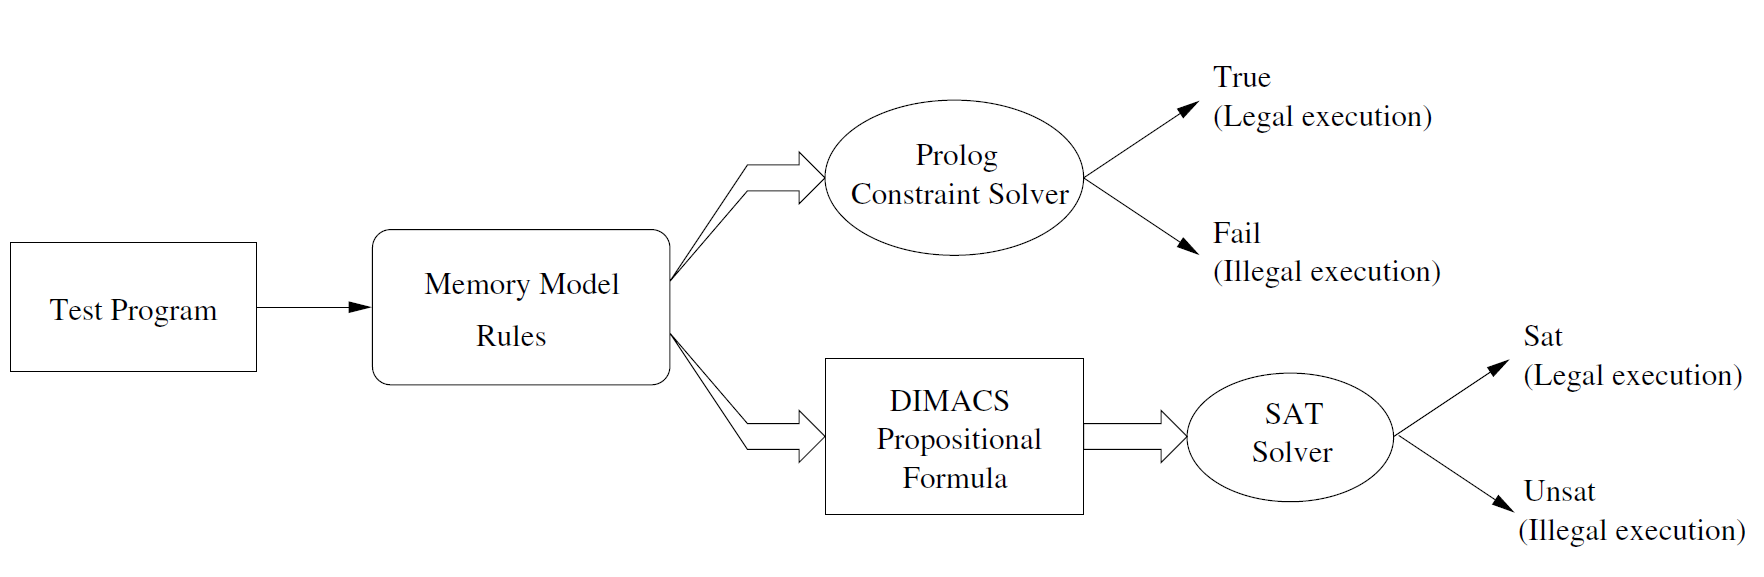 Test Program
Memory Model
Rules
Prolog
Constraint Solver
True
(Legal execution)
Fail
(Illegal execution)
DIMACS
Propositional
Formula
SAT
Solver
Sat
(Legal execution)
Unsat
(Illegal execution)